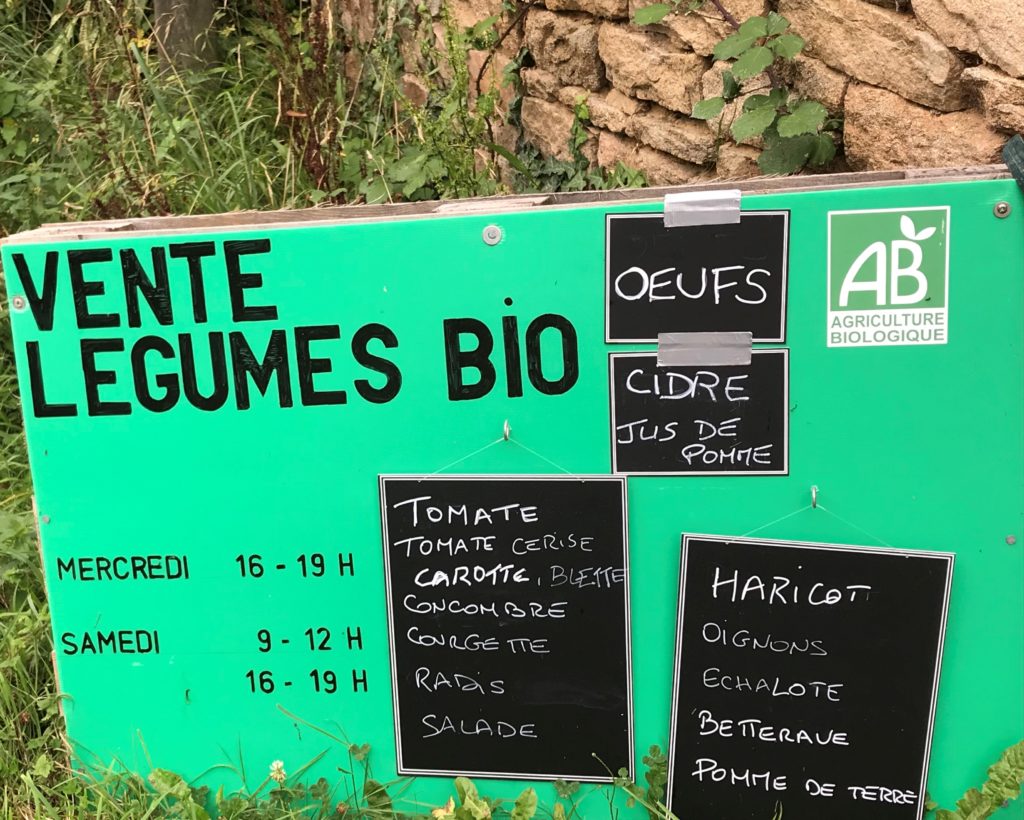 VENTE
LEGUMES BIO
MERCREDI 16 - 19 H
SAMEDI 9 - 12 H
16 - 19 H
OEUFS
CIDRE
JUS DE
POMME
AB
AGRICULTURE
BIOLOGIQUE
TOMATE
TOMATE CERISE
CAROTTE, BLETTE
CONCOMBRE
COURGETTE
RADIS
SALADE
HARICOT
OIGNONS
ECHALOTE
BETTERAVE
POMME DE TERRE